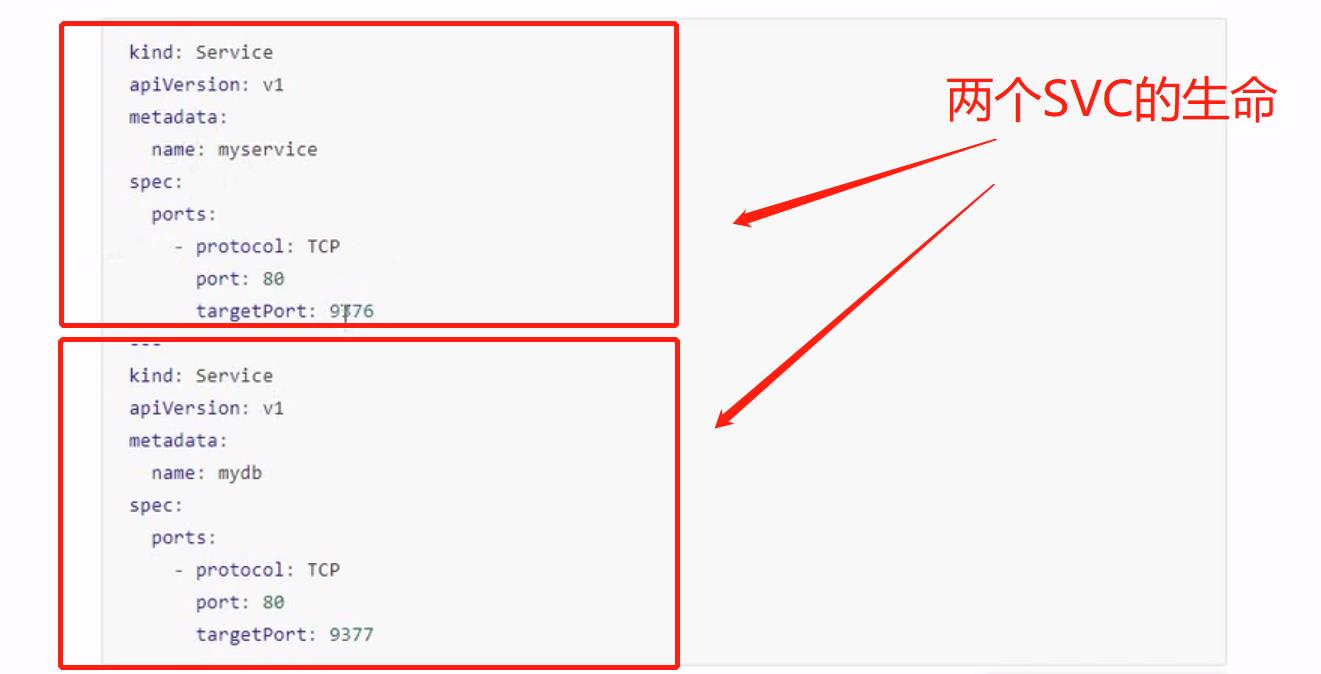 kind: Service
apiVersion: v1
metadata:
  name: myservice
spec:
  ports:
    - protocol: TCP
      port: 80
      targetPort: 9376
---
kind: Service
apiVersion: v1
metadata:
  name: mydb
spec:
  ports:
    - protocol: TCP
      port: 80
      targetPort: 9377
两个SVC的生命